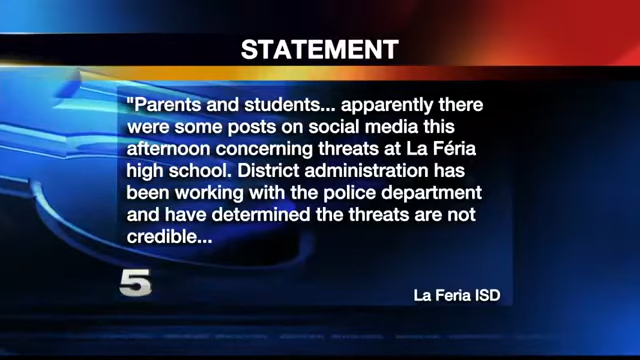 STATEMENT
"Parents and students... apparently there
were some posts on social media this
afternoon concerning threats at La Féria
high school. District administration has
been working with the police department
and have determined the threats are not
credible...
5
La Feria ISD